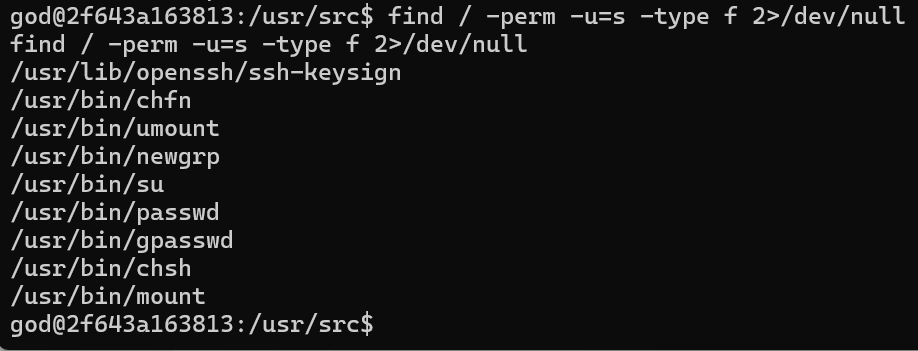 god@2f643a163813:/usr/src$ find / -perm -u=s -type f 2>/dev/null
find / -perm -u=s -type f 2>/dev/null
/usr/lib/openssh/ssh-keysign
/usr/bin/chfn
/usr/bin/umount
/usr/bin/newgrp
/usr/bin/su
/usr/bin/passwd
/usr/bin/gpasswd
/usr/bin/chsh
/usr/bin/mount
god@2f643a163813:/usr/src$